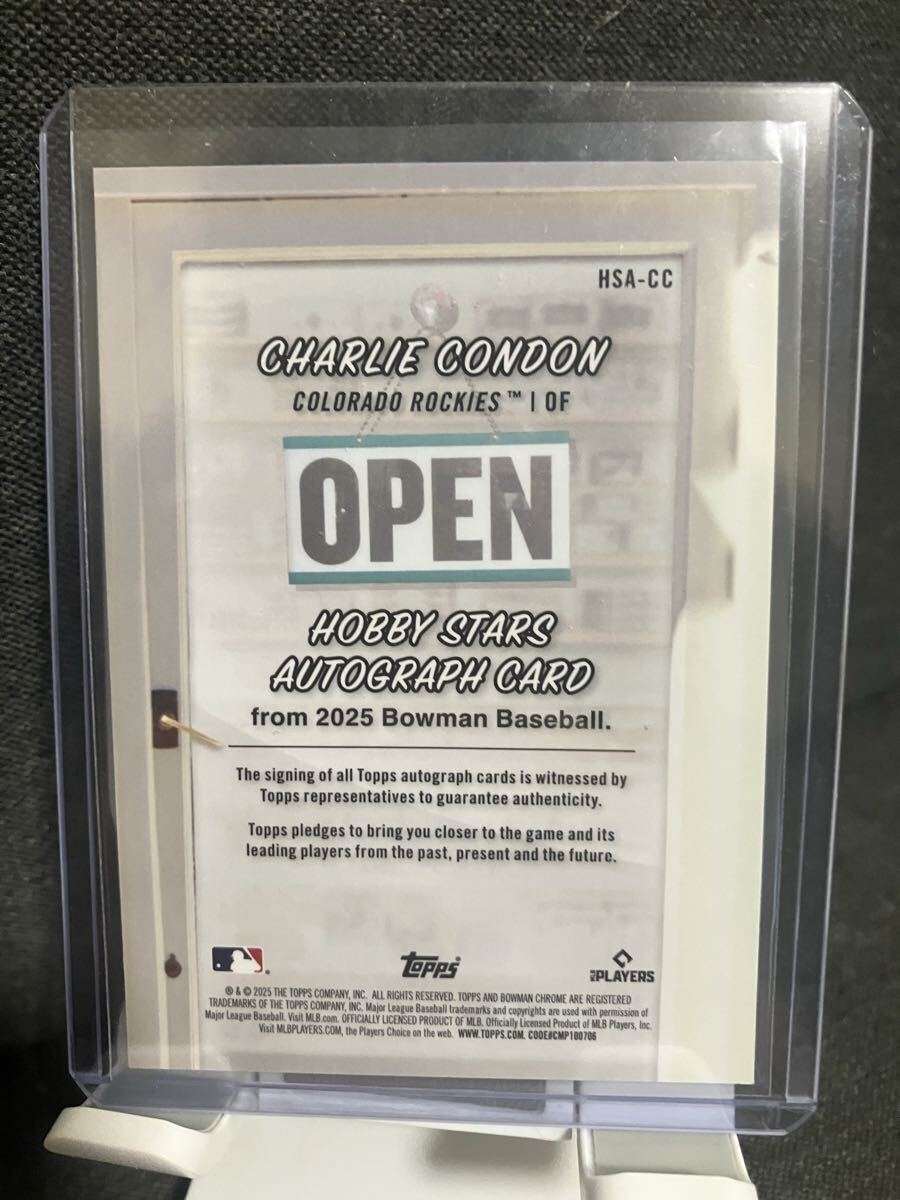 HSA-CC
CHARLIE CONDON
COLORADO ROCKIES™ | OF
OPEN
HOBBY STARS
AUTOGRAPH CARD
from 2025 Bowman Baseball.
The signing of all Topps autograph cards is witnessed by
Topps representatives to guarantee authenticity.
Topps pledges to bring you closer to the game and its
leading players from the past, present and the future.
topps
MLB PLAYERS
® & © 2025 THE TOPPS COMPANY, INC. ALL RIGHTS RESERVED. TOPPS AND BOWMAN CHROME ARE REGISTERED
TRADEMARKS OF THE TOPPS COMPANY, INC. Major League Baseball trademarks and copyrights are used with permission of
Major League Baseball. Visit MLB.com. OFFICIALLY LICENSED PRODUCT OF MLB. Officially Licensed Product of MLB Players, Inc.
Visit MLBPLAYERS.COM, the Players Choice on the web. WWW.TOPPS.COM. CODE#CMP100706